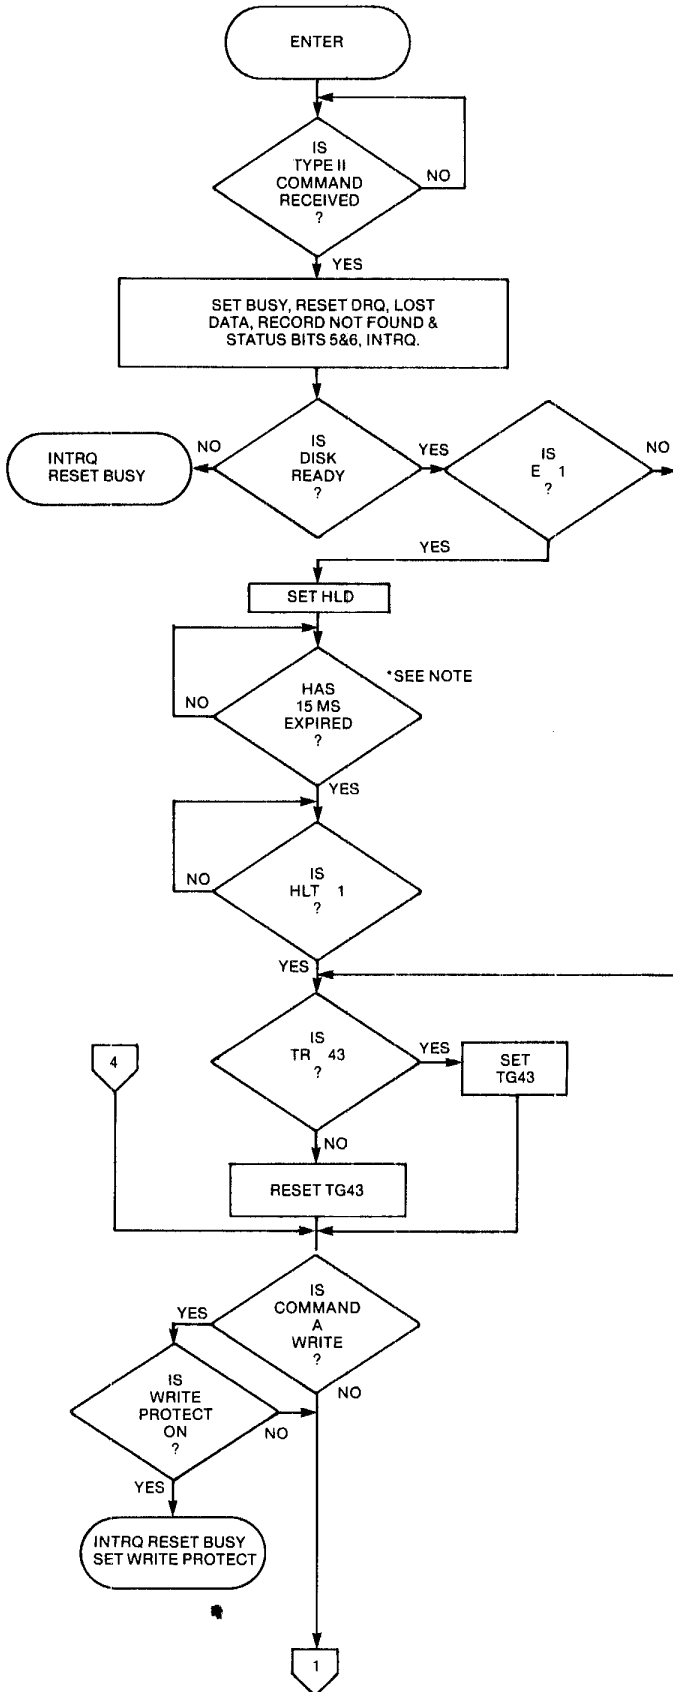 ENTER
IS
TYPE II
COMMAND
RECEIVED
?
NO
YES
SET BUSY, RESET DRQ, LOST
DATA, RECORD NOT FOUND &
STATUS BITS 5&6, INTRQ.
INTRQ
RESET BUSY
NO
IS
DISK
READY
?
YES
IS
E 1
?
NO
YES
SET HLD
HAS
15 MS
EXPIRED
?
*SEE NOTE
NO
YES
IS
HLT 1
?
NO
YES
IS
TR 43
?
YES
SET
TG43
4
NO
RESET TG43
IS
COMMAND
A
WRITE
?
YES
NO
IS
WRITE
PROTECT
ON
?
NO
YES
INTRQ RESET BUSY
SET WRITE PROTECT
1